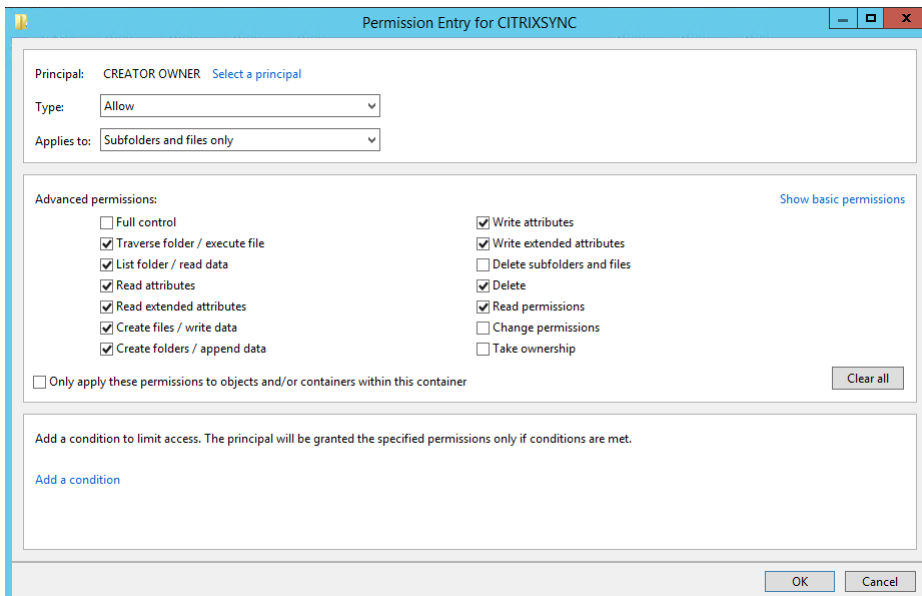 Permission Entry for CITRIXSYNC
Principal: CREATOR OWNER Select a principal
Type: Allow
Applies to: Subfolders and files only
Advanced permissions: Show basic permissions
Full control Write attributes
Traverse folder / execute file Write extended attributes
List folder / read data Delete subfolders and files
Read attributes Delete
Read extended attributes Read permissions
Create files / write data Change permissions
Create folders / append data Take ownership
Only apply these permissions to objects and/or containers within this container Clear all
Add a condition to limit access. The principal will be granted the specified permissions only if conditions are met.
Add a condition
OK Cancel